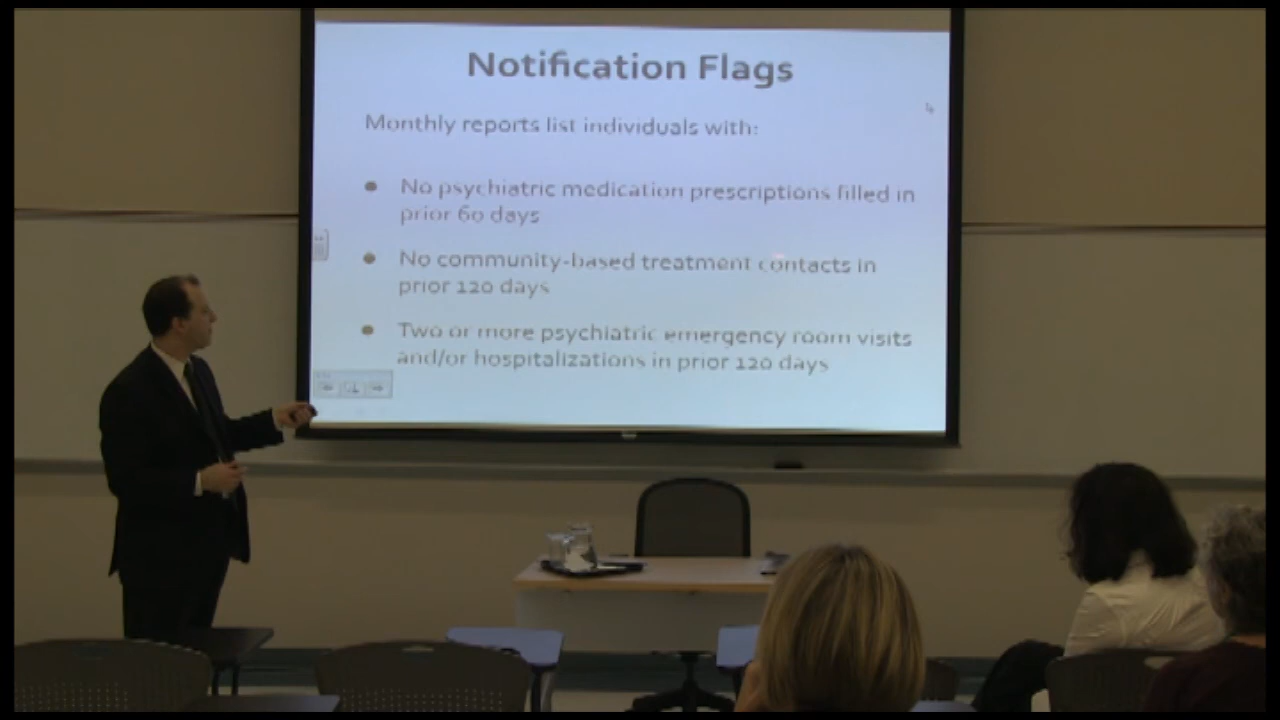 Notification Flags
Monthly reports list individuals with:
No psychiatric medication prescriptions filled in
prior 60 days
No community-based treatment contacts in
prior 120 days
Two or more psychiatric emergency room visits
and/or hospitalizations in prior 120 days